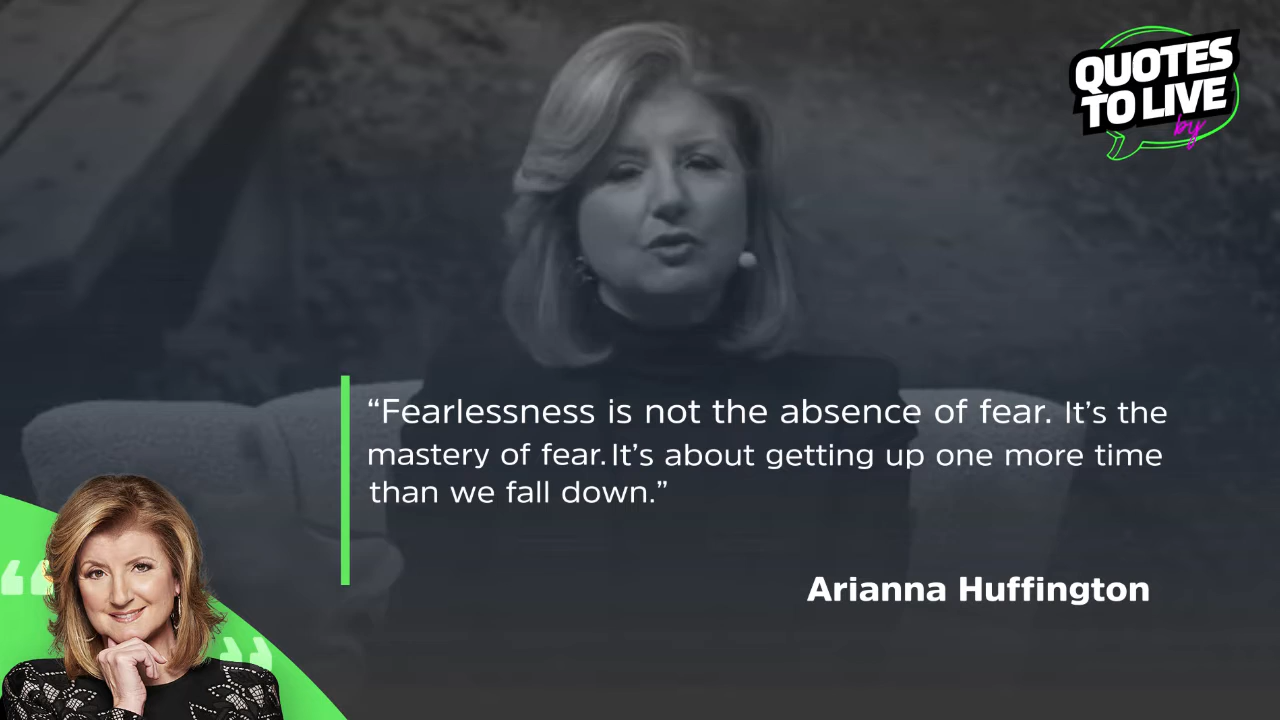 QUOTES
TO LIVE
by
“Fearlessness is not the absence of fear. It’s the
mastery of fear. It’s about getting up one more time
than we fall down.”
Arianna Huffington